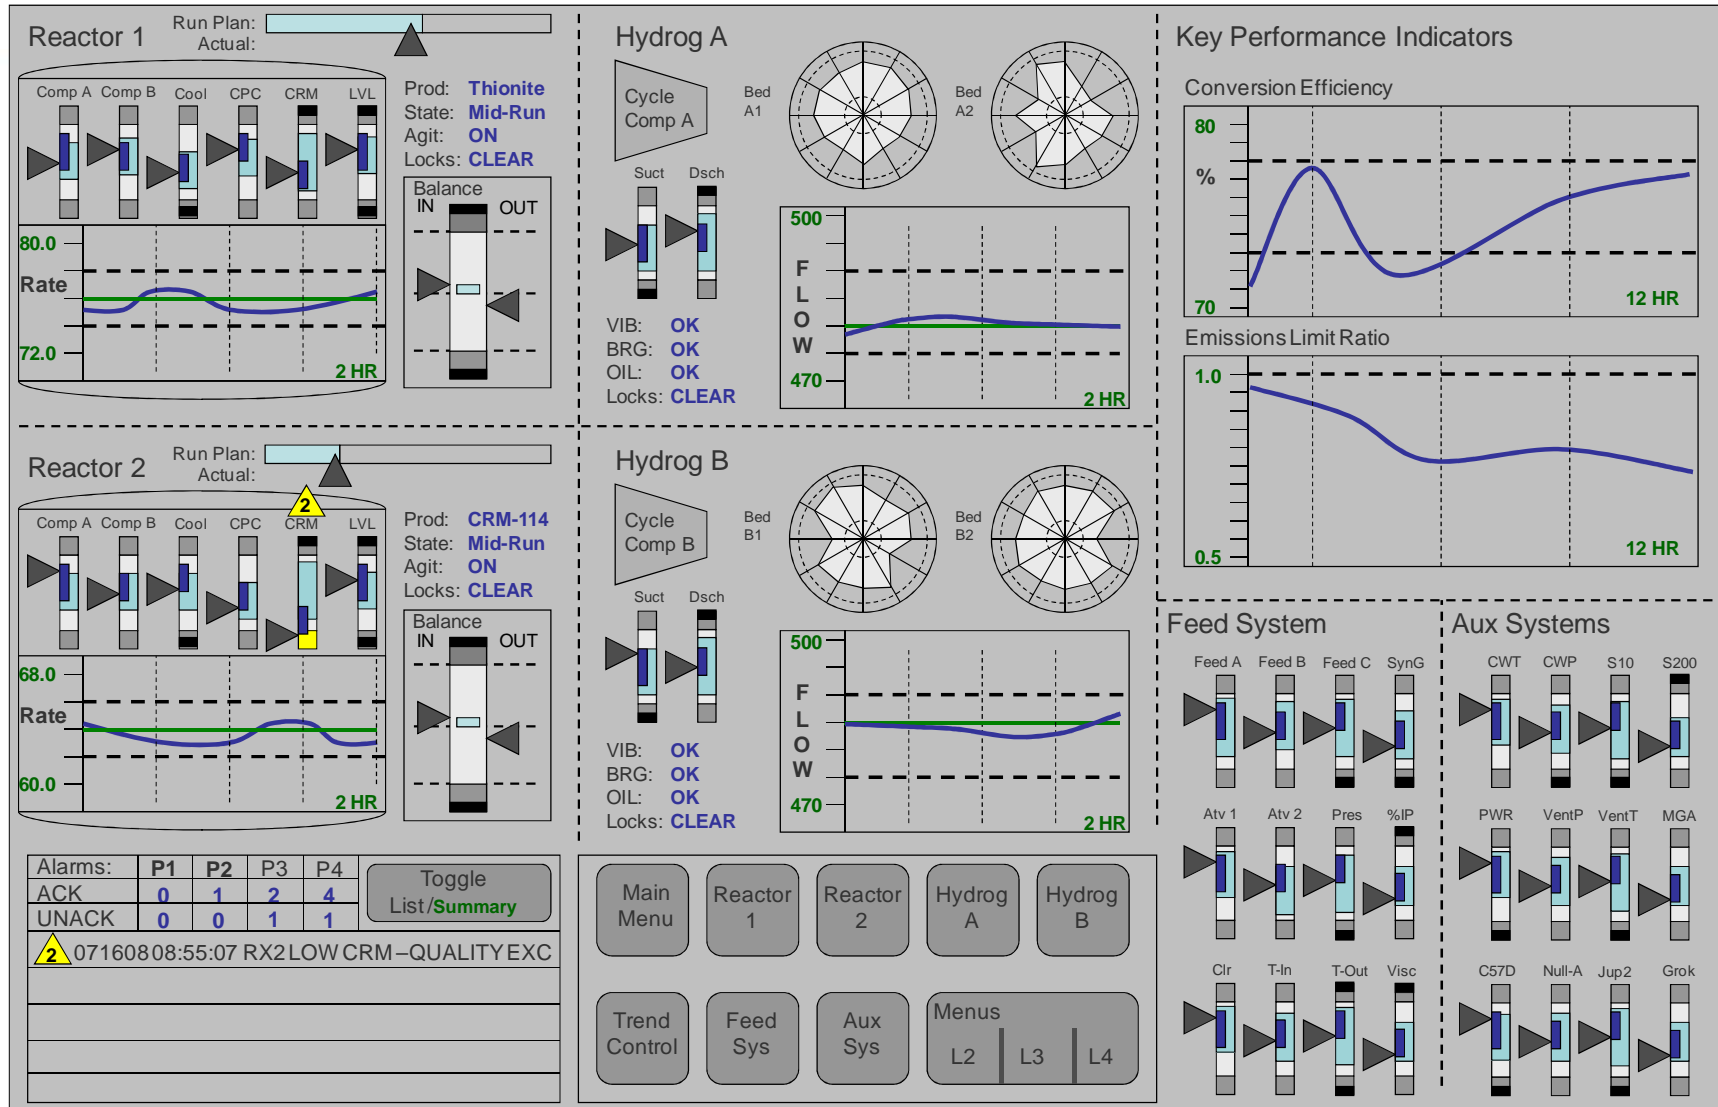 Reactor 1
Run Plan:
Actual:
Comp A Comp B Cool CPC CRM LVL
Prod: Thionite
State: Mid-Run
Agit: ON
Locks: CLEAR
Balance
IN OUT
80.0
Rate
72.0
2 HR
Hydrog A
Cycle
Comp A
Bed
A1
Bed
A2
Suct Dsch
VIB: OK
BRG: OK
OIL: OK
Locks: CLEAR
500
F
L
O
W
470
2 HR
Key Performance Indicators
Conversion Efficiency
80
%
70
12 HR
Emissions Limit Ratio
1.0
0.5
12 HR
Reactor 2
Run Plan:
Actual:
2
Comp A Comp B Cool CPC CRM LVL
Prod: CRM-114
State: Mid-Run
Agit: ON
Locks: CLEAR
Balance
IN OUT
68.0
Rate
60.0
2 HR
Hydrog B
Cycle
Comp B
Bed
B1
Bed
B2
Suct Dsch
VIB: OK
BRG: OK
OIL: OK
Locks: CLEAR
500
F
L
O
W
470
2 HR
Feed System
Feed A Feed B Feed C SynG
Atv 1 Atv 2 Pres %IP
Clr T-In T-Out Visc
Aux Systems
CWT CWP S10 S200
PWR VentP VentT MGA
C57D Null-A Jup2 Grok
Alarms: P1 P2 P3 P4
ACK 0 1 2 4
UNACK 0 0 1 1
Toggle
List/Summary
2 071608 08:55:07 RX2 LOW CRM – QUALITY EXC
Main
Menu
Reactor
1
Reactor
2
Hydrog
A
Hydrog
B
Trend
Control
Feed
Sys
Aux
Sys
Menus
L2 L3 L4